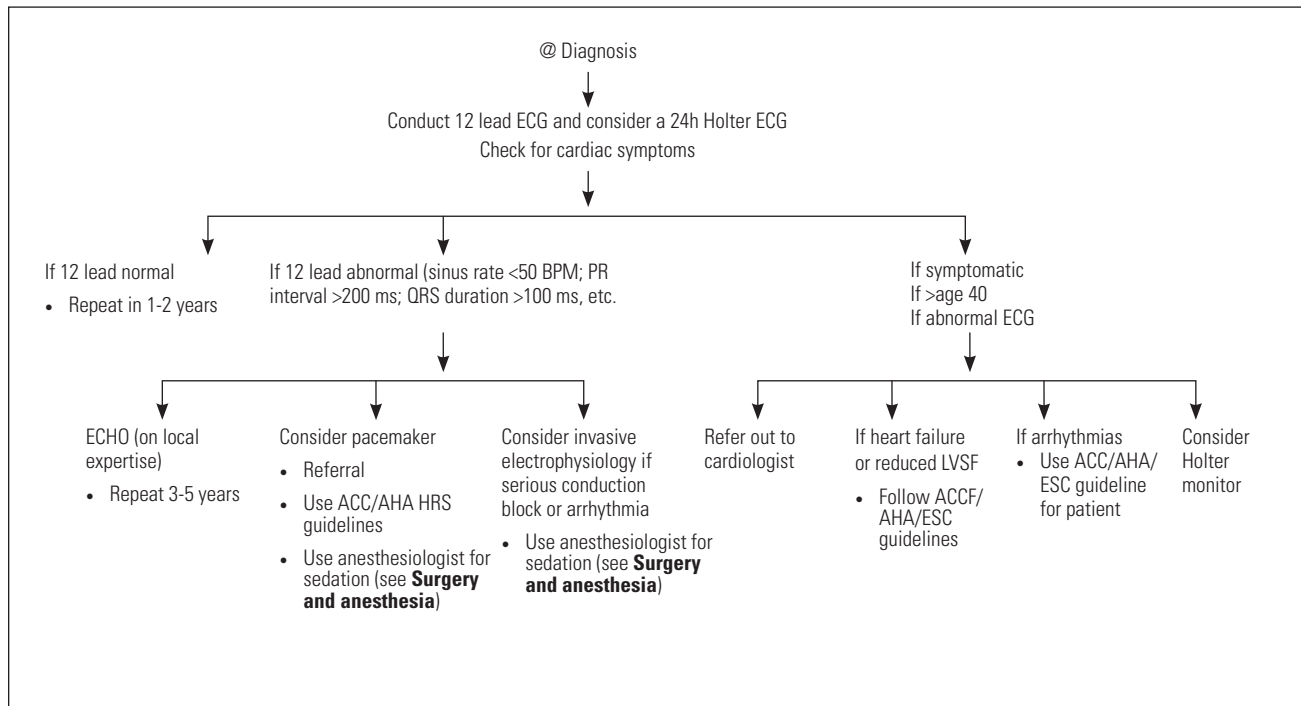 @ Diagnosis
Conduct 12 lead ECG and consider a 24h Holter ECG
Check for cardiac symptoms
If 12 lead normal
• Repeat in 1-2 years
If 12 lead abnormal (sinus rate <50 BPM; PR
interval >200 ms; QRS duration >100 ms, etc.
If symptomatic
If >age 40
If abnormal ECG
ECHO (on local
expertise)
• Repeat 3-5 years
Consider pacemaker
• Referral
• Use ACC/AHA HRS
guidelines
• Use anesthesiologist for
sedation (see Surgery
and anesthesia)
Consider invasive
electrophysiology if
serious conduction
block or arrhythmia
• Use anesthesiologist for
sedation (see Surgery
and anesthesia)
Refer out to
cardiologist
If heart failure
or reduced LVSF
• Follow ACCF/
AHA/ESC
guidelines
If arrhythmias
• Use ACC/AHA/
ESC guideline
for patient
Consider
Holter
monitor